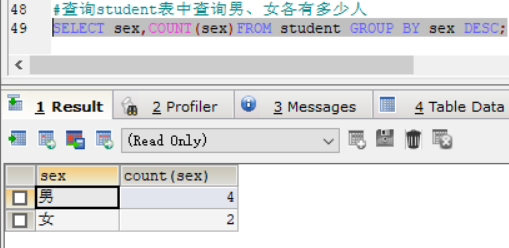 48 #查询student表中查询男、女各有多少人
49 SELECT sex,COUNT(sex)FROM student GROUP BY sex DESC;
1 Result 2 Profiler 3 Messages 4 Table Data
(Read Only)
sex count(sex)
男 4
女 2